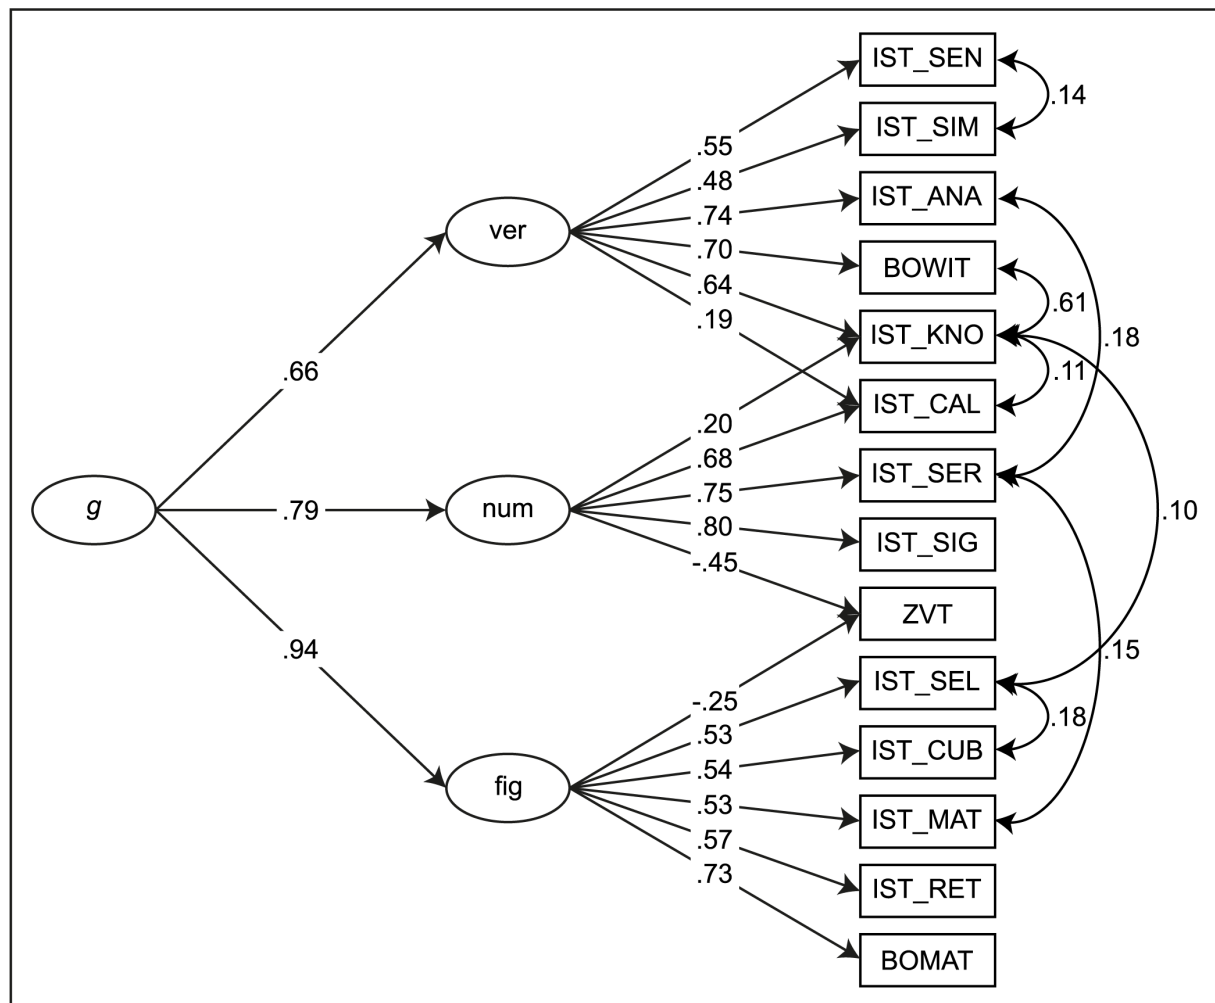 IST_SEN
.14
IST_SIM
.55
.48
IST_ANA
.74
ver
.70
BOWIT
.64
.61
.19
IST_KNO
.18
.66
.11
IST_CAL
.20
.68
IST_SER
.75
g
.79
num
.80
IST_SIG
.10
-.45
ZVT
.94
.15
-.25
IST_SEL
.53
.18
.54
IST_CUB
fig
.53
IST_MAT
.57
.73
IST_RET
BOMAT